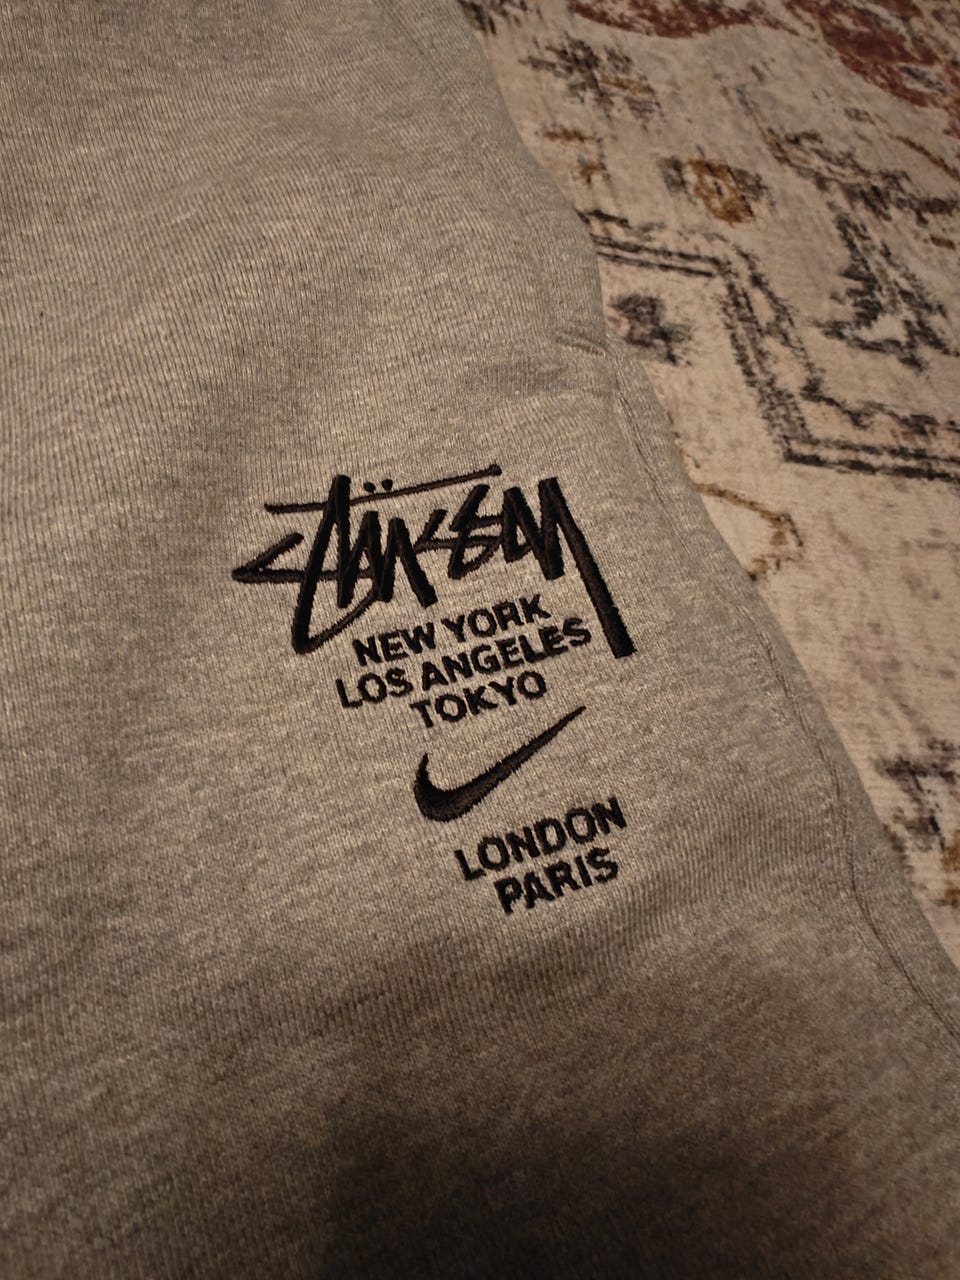 Stüssy
NEW YORK
LOS ANGELES
TOKYO
LONDON
PARIS